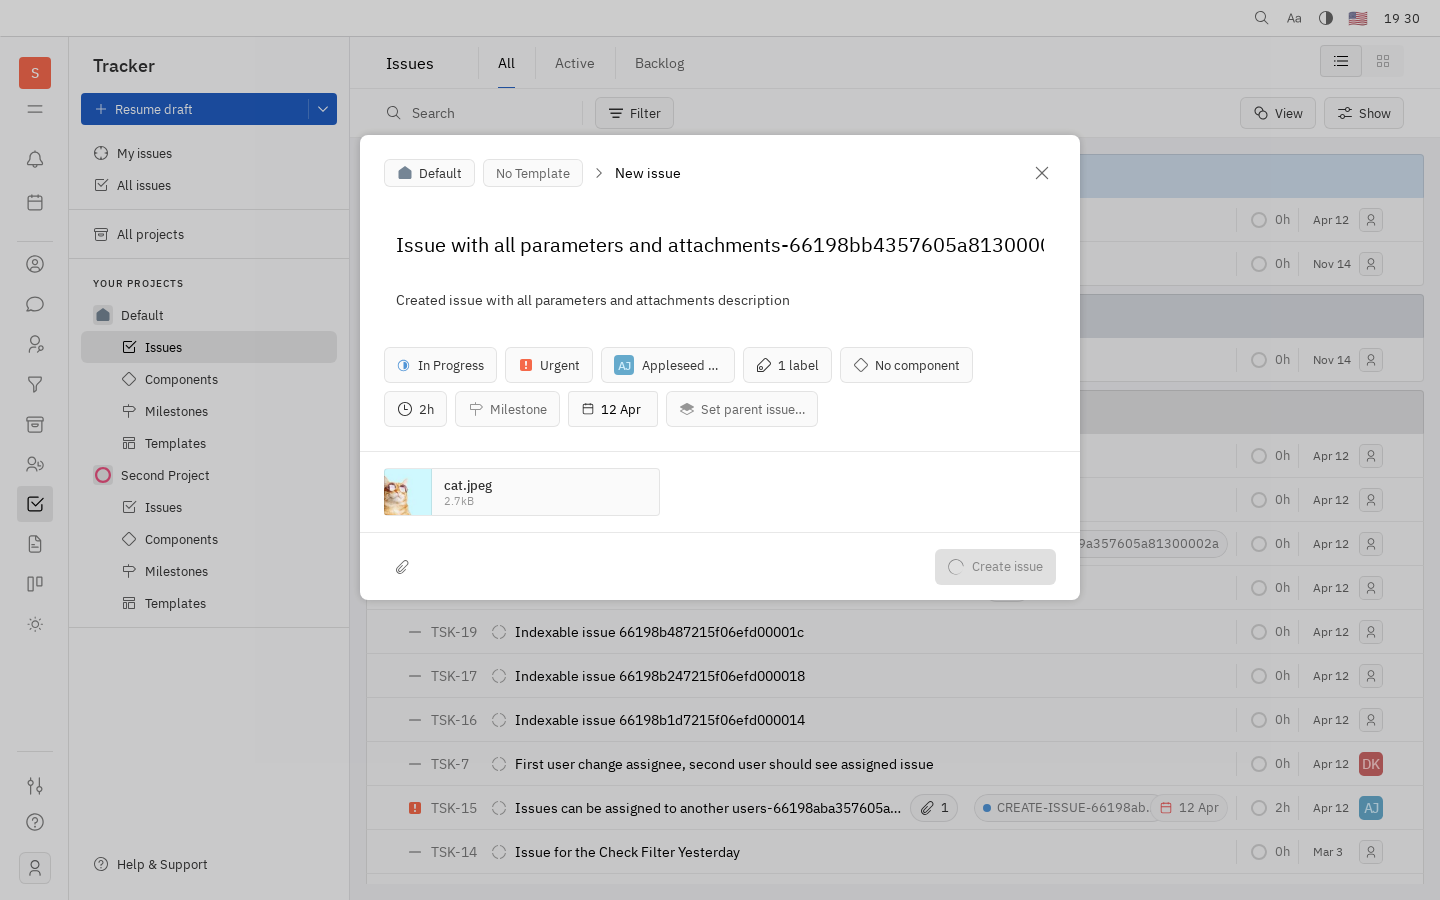 Aa 19 30
S
Tracker
Resume draft
My issues
All issues
All projects
YOUR PROJECTS
Default
Issues
Components
Milestones
Templates
Second Project
Issues
Components
Milestones
Templates
Help & Support
Issues All Active Backlog
Search Filter View Show
0h Apr 12
0h Nov 14
0h Nov 14
0h Apr 12
0h Apr 12
9a357605a81300002a 0h Apr 12
0h Apr 12
Default No Template New issue
Issue with all parameters and attachments-66198bb4357605a813000
Created issue with all parameters and attachments description
In Progress Urgent AJ Appleseed ... 1 label No component
2h Milestone 12 Apr Set parent issue...
cat.jpeg
2.7kB
Create issue
TSK-19 Indexable issue 66198b487215f06efd00001c 0h Apr 12
TSK-17 Indexable issue 66198b247215f06efd000018 0h Apr 12
TSK-16 Indexable issue 66198b1d7215f06efd000014 0h Apr 12
TSK-7 First user change assignee, second user should see assigned issue 0h Apr 12 DK
TSK-15 Issues can be assigned to another users-66198aba357605a... 1 CREATE-ISSUE-66198ab... 12 Apr 2h Apr 12 AJ
TSK-14 Issue for the Check Filter Yesterday 0h Mar 3